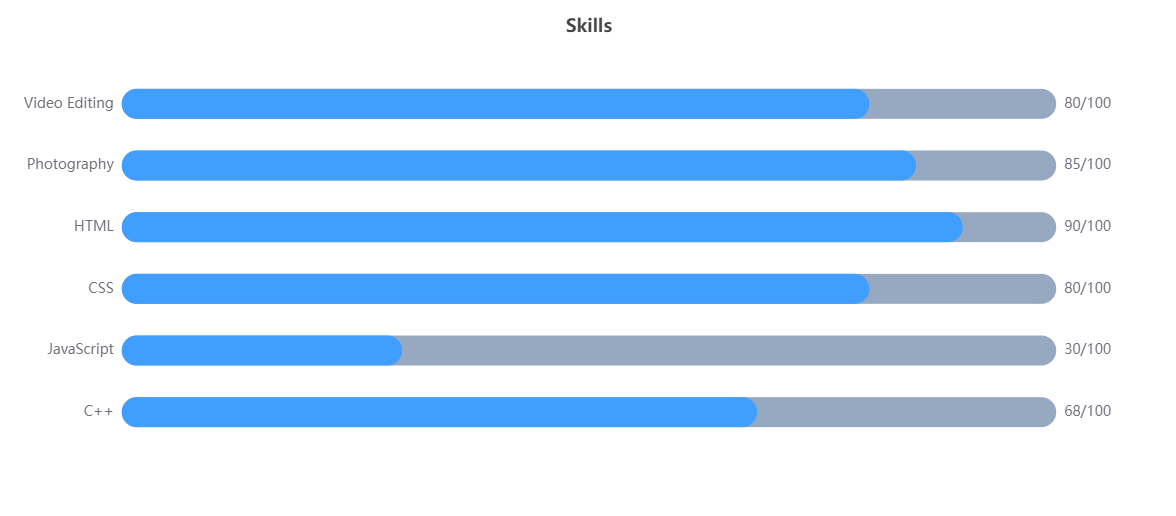 Skills
Video Editing 80/100
Photography 85/100
HTML 90/100
CSS 80/100
JavaScript 30/100
C++ 68/100